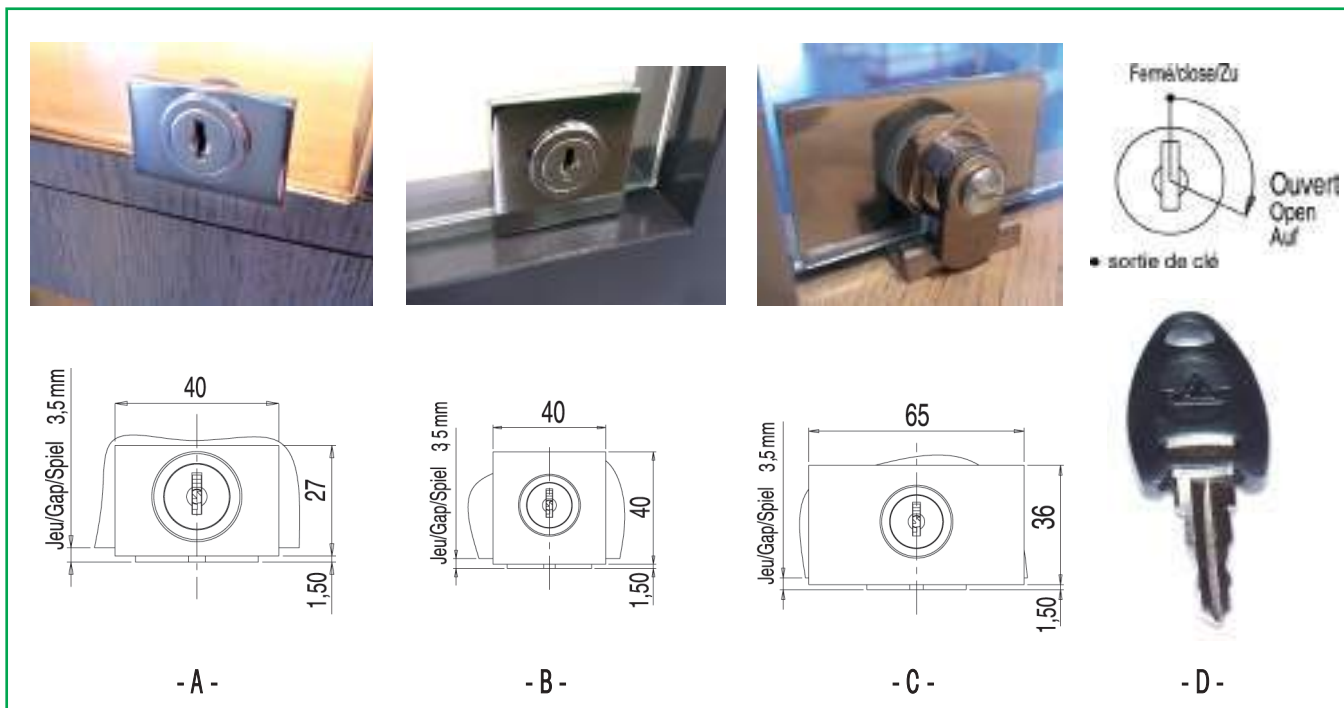 Fermé/close/Zu
Ouvert
Open
Auf
• sortie de clé
Jeu/Gap/Spiel 3,5 mm
40
27
1,50
Jeu/Gap/Spiel 3,5 mm
40
40
1,50
Jeu/Gap/Spiel 3,5 mm
65
36
1,50
- A -
- B -
- C -
- D -